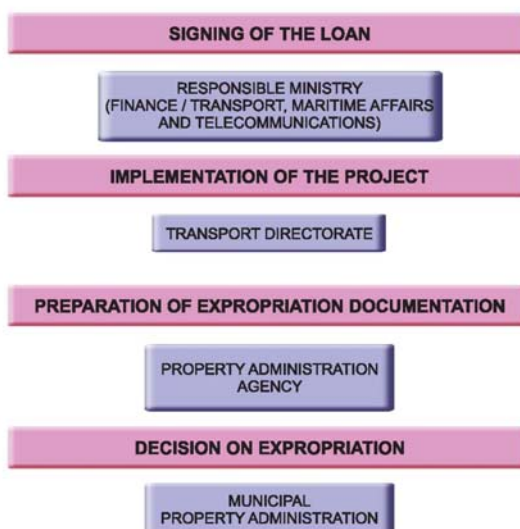 SIGNING OF THE LOAN
RESPONSIBLE MINISTRY
(FINANCE / TRANSPORT, MARITIME AFFAIRS
AND TELECOMMUNICATIONS)
IMPLEMENTATION OF THE PROJECT
TRANSPORT DIRECTORATE
PREPARATION OF EXPROPRIATION DOCUMENTATION
PROPERTY ADMINISTRATION
AGENCY
DECISION ON EXPROPRIATION
MUNICIPAL
PROPERTY ADMINISTRATION